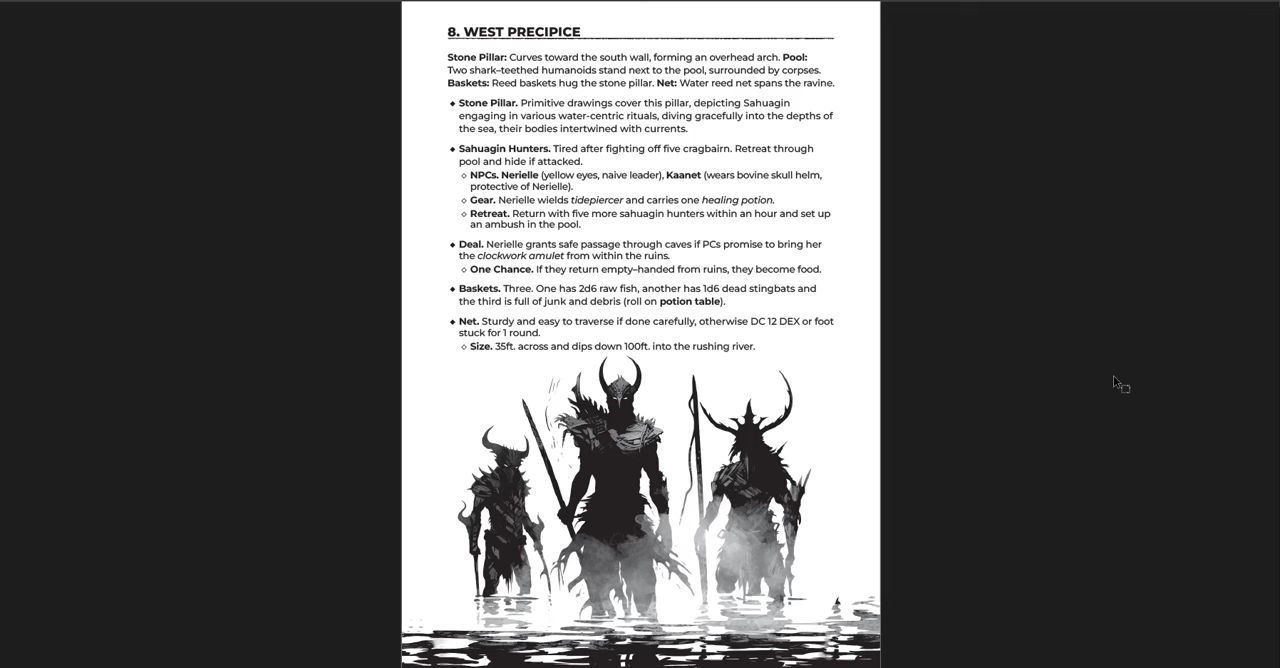 8. WEST PRECIPICE
Stone Pillar: Curves toward the south wall, forming an overhead arch. Pool:
Two shark–teethed humanoids stand next to the pool, surrounded by corpses.
Baskets: Reed baskets hug the stone pillar. Net: Water reed net spans the ravine.
◆ Stone Pillar. Primitive drawings cover this pillar, depicting Sahuagin
engaging in various water-centric rituals, diving gracefully into the depths of
the sea, their bodies intertwined with currents.
◆ Sahuagin Hunters. Tired after fighting off five cragbairn. Retreat through
pool and hide if attacked.
◇ NPCs. Nerielle (yellow eyes, naive leader), Kaanet (wears bovine skull helm,
protective of Nerielle).
◇ Gear. Nerielle wields tidepiercer and carries one healing potion.
◇ Retreat. Return with five more sahuagin hunters within an hour and set up
an ambush in the pool.
◆ Deal. Nerielle grants safe passage through caves if PCs promise to bring her
the clockwork amulet from within the ruins.
◇ One Chance. If they return empty–handed from ruins, they become food.
◆ Baskets. Three. One has 2d6 raw fish, another has 1d6 dead stingbats and
the third is full of junk and debris (roll on potion table).
◆ Net. Sturdy and easy to traverse if done carefully, otherwise DC 12 DEX or foot
stuck for 1 round.
◇ Size. 35ft. across and dips down 100ft. into the rushing river.